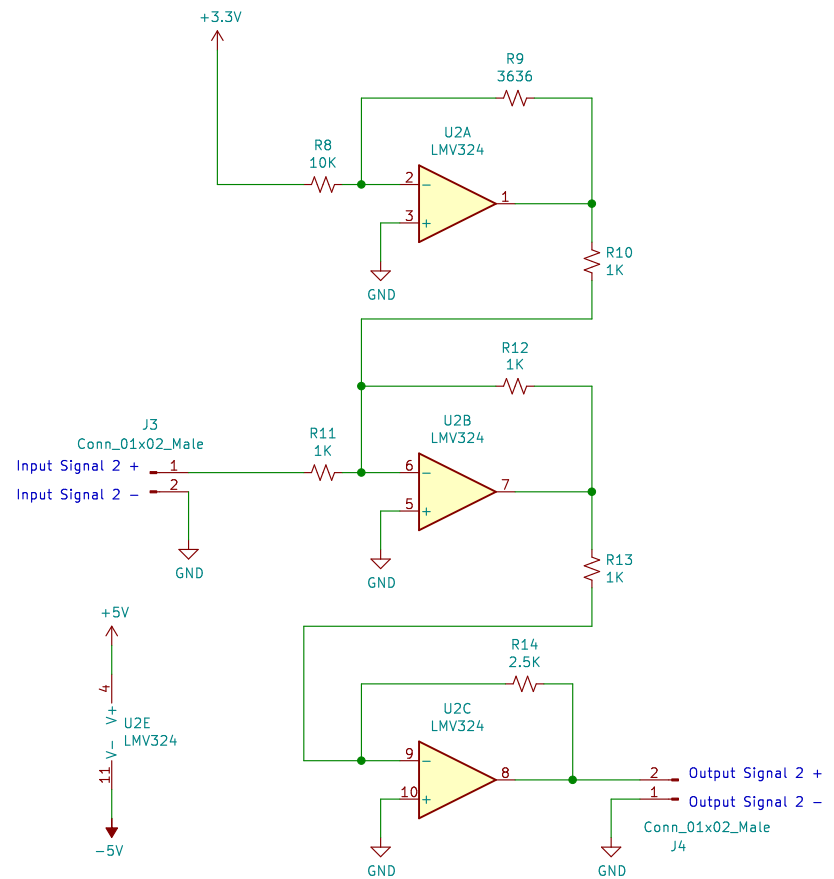 +3.3V
R9
3636
U2A
LMV324
R8
10K
2
−
1
3
+
GND
R10
1K
R12
1K
J3
Conn_01x02_Male
Input Signal 2 +
1
Input Signal 2 −
2
GND
R11
1K
U2B
LMV324
6
−
7
5
+
GND
R13
1K
+5V
4
V+
U2E
LMV324
V−
11
−5V
R14
2.5K
U2C
LMV324
9
−
8
10
+
GND
2
Output Signal 2 +
1
Output Signal 2 −
Conn_01x02_Male
J4
GND